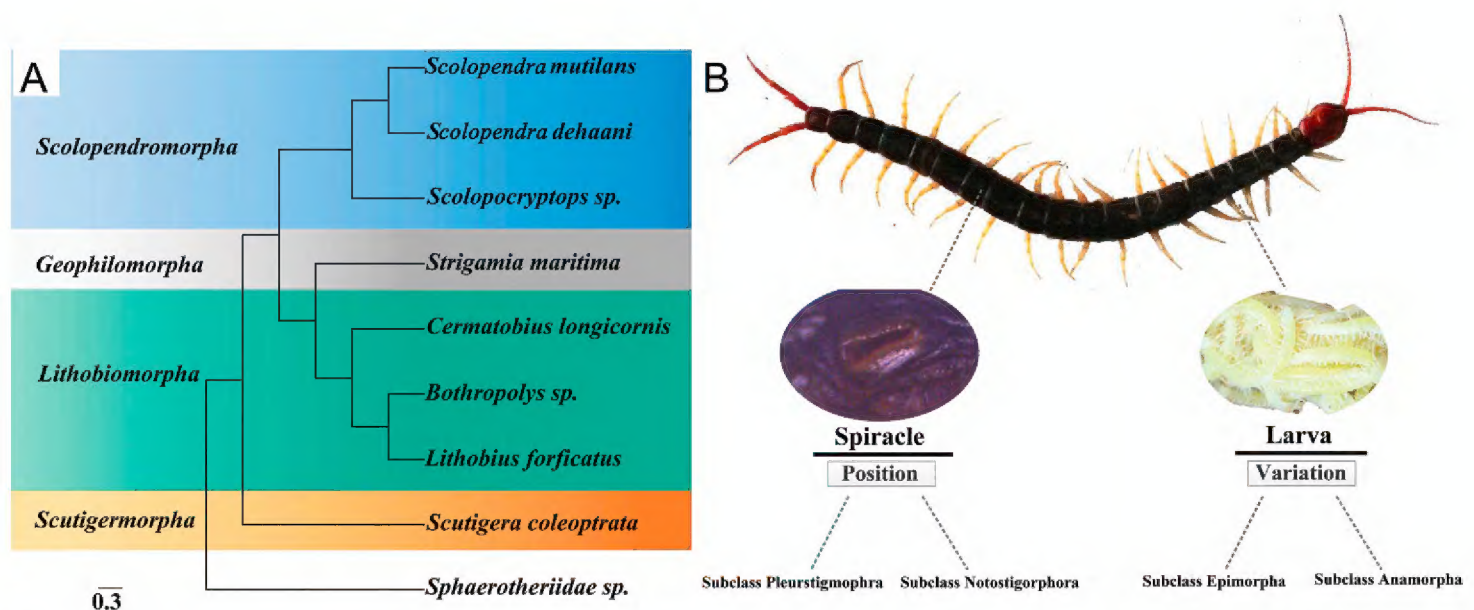 A
Scolopendromorpha
Scolopendra mutilans
Scolopendra dehaani
Scolopocryptops sp.
Geophilomorpha
Strigamia maritima
Lithobiomorpha
Cermatobius longicornis
Bothropolys sp.
Lithobius forficatus
Scutigermorpha
Scutigera coleoptrata
Sphaerotheriidae sp.
0.3
B
Spiracle
Position
Subclass Pleurstigmophra
Subclass Notostigorphora
Larva
Variation
Subclass Epimorpha
Subclass Anamorpha